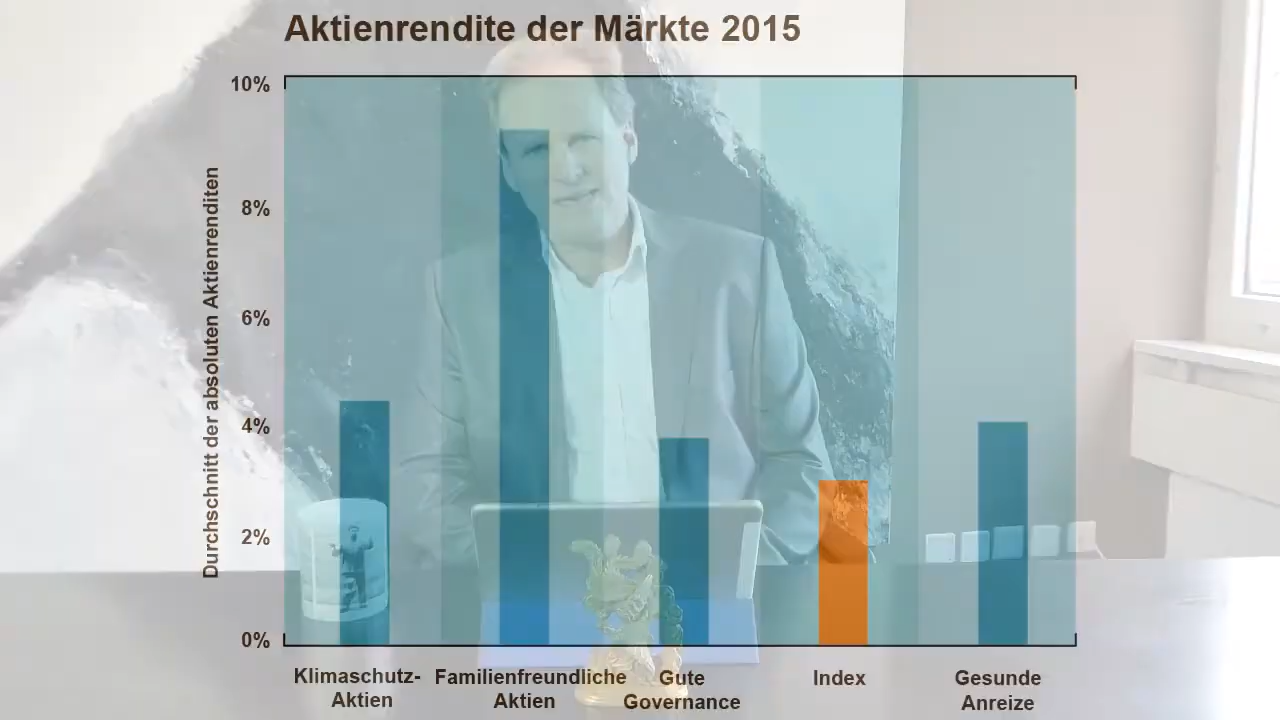 Aktienrendite der Märkte 2015
10%
8%
6%
4%
2%
0%
Durchschnitt der absoluten Aktienrenditen
Klimaschutz-
Aktien
Familienfreundliche
Aktien
Gute
Governance
Index
Gesunde
Anreize